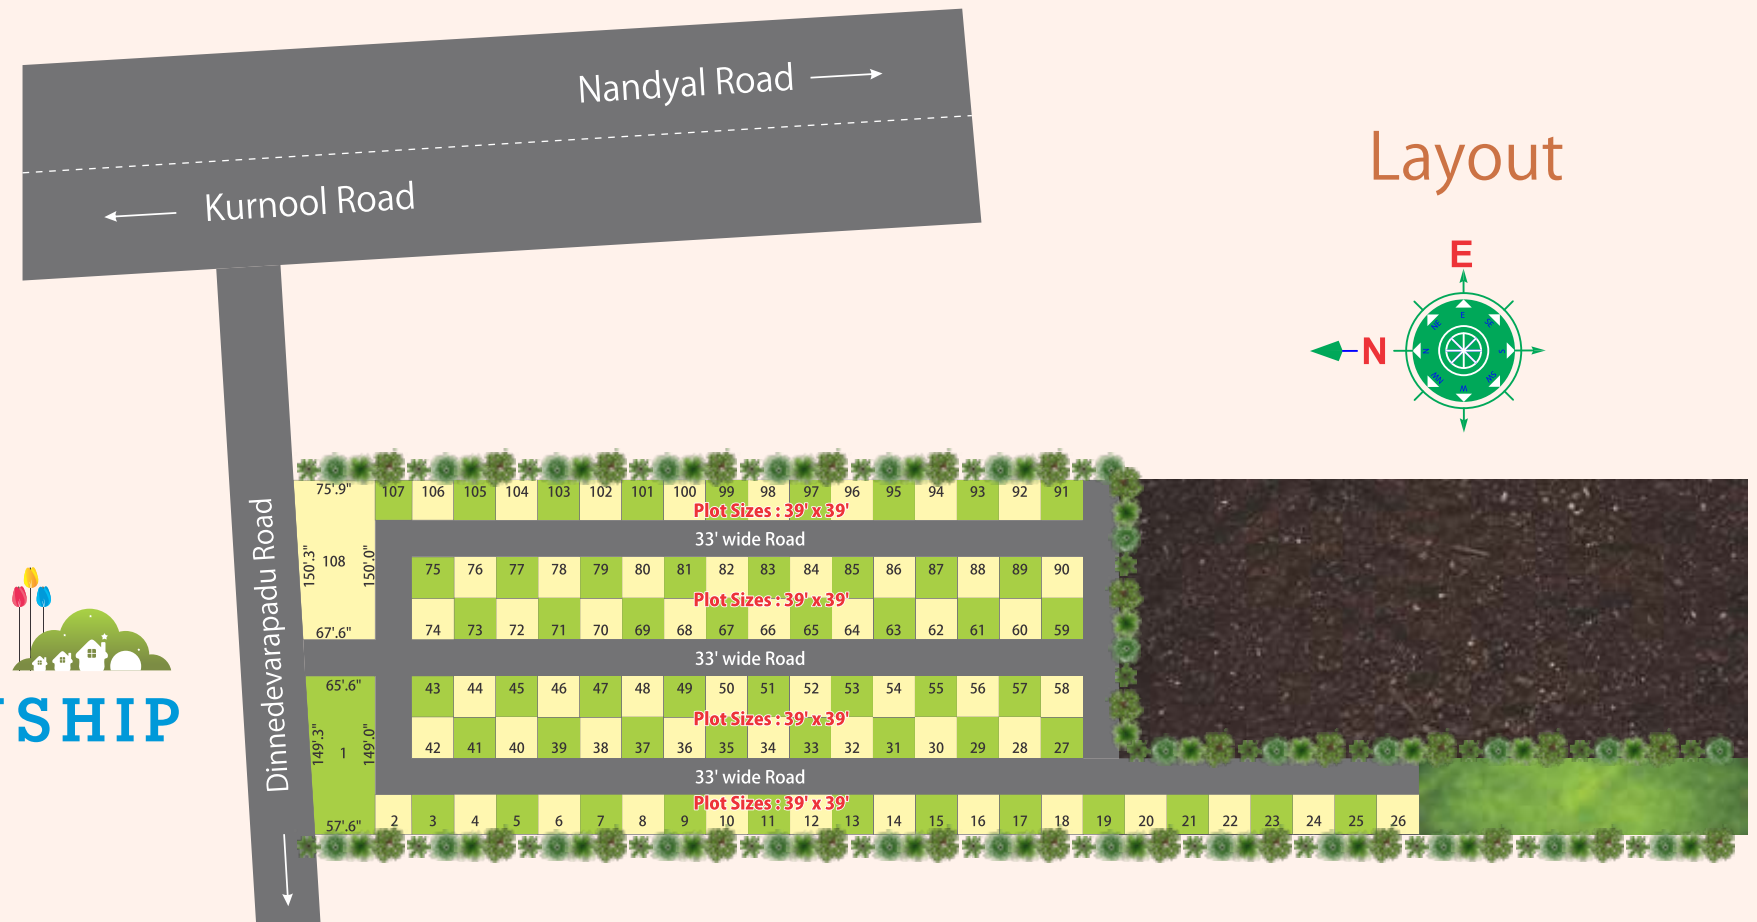 Nandyal Road
Kurnool Road
Layout
E
N
E
SE
S
SW
W
NW
N
NE
SHIP
Dinnedevarapadu Road
75'.9"
150'.3"
108
150'.0"
67'.6"
107 106 105 104 103 102 101 100 99 98 97 96 95 94 93 92 91
Plot Sizes : 39' x 39'
33' wide Road
75 76 77 78 79 80 81 82 83 84 85 86 87 88 89 90
Plot Sizes : 39' x 39'
74 73 72 71 70 69 68 67 66 65 64 63 62 61 60 59
33' wide Road
65'.6"
149'.3"
1
149'.0"
57'.6"
43 44 45 46 47 48 49 50 51 52 53 54 55 56 57 58
Plot Sizes : 39' x 39'
42 41 40 39 38 37 36 35 34 33 32 31 30 29 28 27
33' wide Road
Plot Sizes : 39' x 39'
2 3 4 5 6 7 8 9 10 11 12 13 14 15 16 17 18 19 20 21 22 23 24 25 26